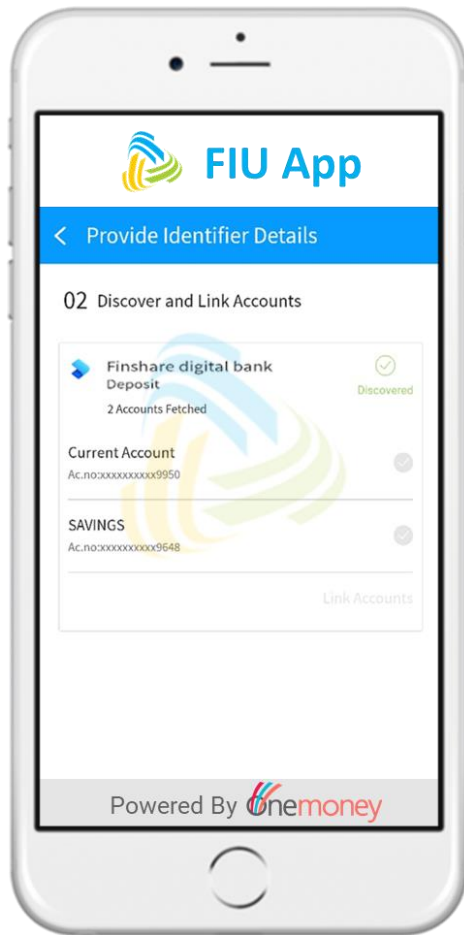 FIU App
Provide Identifier Details
02 Discover and Link Accounts
Finshare digital bank
Deposit
Discovered
2 Accounts Fetched
Current Account
Ac.no:xxxxxxxxxx9950
SAVINGS
Ac.no:xxxxxxxxxx9648
Link Accounts
Powered By Onemoney